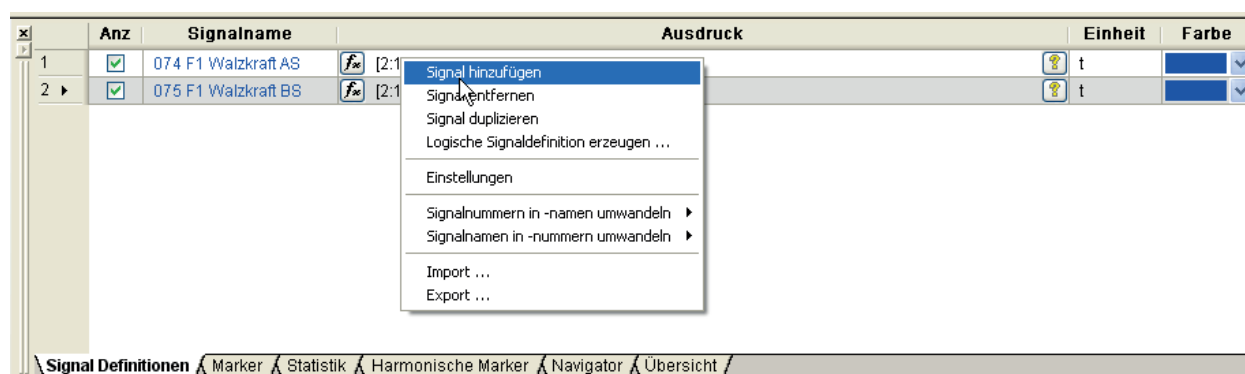 Anz Signalname Ausdruck Einheit Farbe
1 074 F1 Walzkraft AS fx [2:1 ? t
2 075 F1 Walzkraft BS fx [2:1 ? t
Signal hinzufügen
Signal entfernen
Signal duplizieren
Logische Signaldefinition erzeugen ...
Einstellungen
Signalnummern in -namen umwandeln
Signalnamen in -nummern umwandeln
Import ...
Export ...
Signal Definitionen Marker Statistik Harmonische Marker Navigator Übersicht